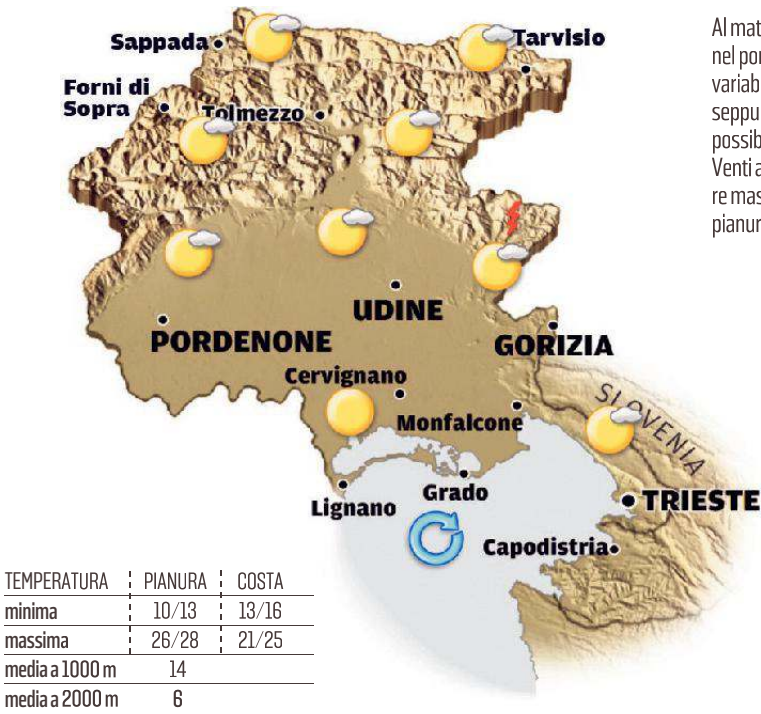 Sappada
Tarvisio
Forni di
Sopra
Tolmezzo
UDINE
PORDENONE
GORIZIA
Cervignano
Monfalcone
SLOVENIA
Lignano
Grado
TRIESTE
Capodistria
TEMPERATURA PIANURA COSTA
minima 10/13 13/16
massima 26/28 21/25
media a 1000 m 14
media a 2000 m 6
Al mat
nel por
variab
seppu
possib
Venti a
re mas
pianur